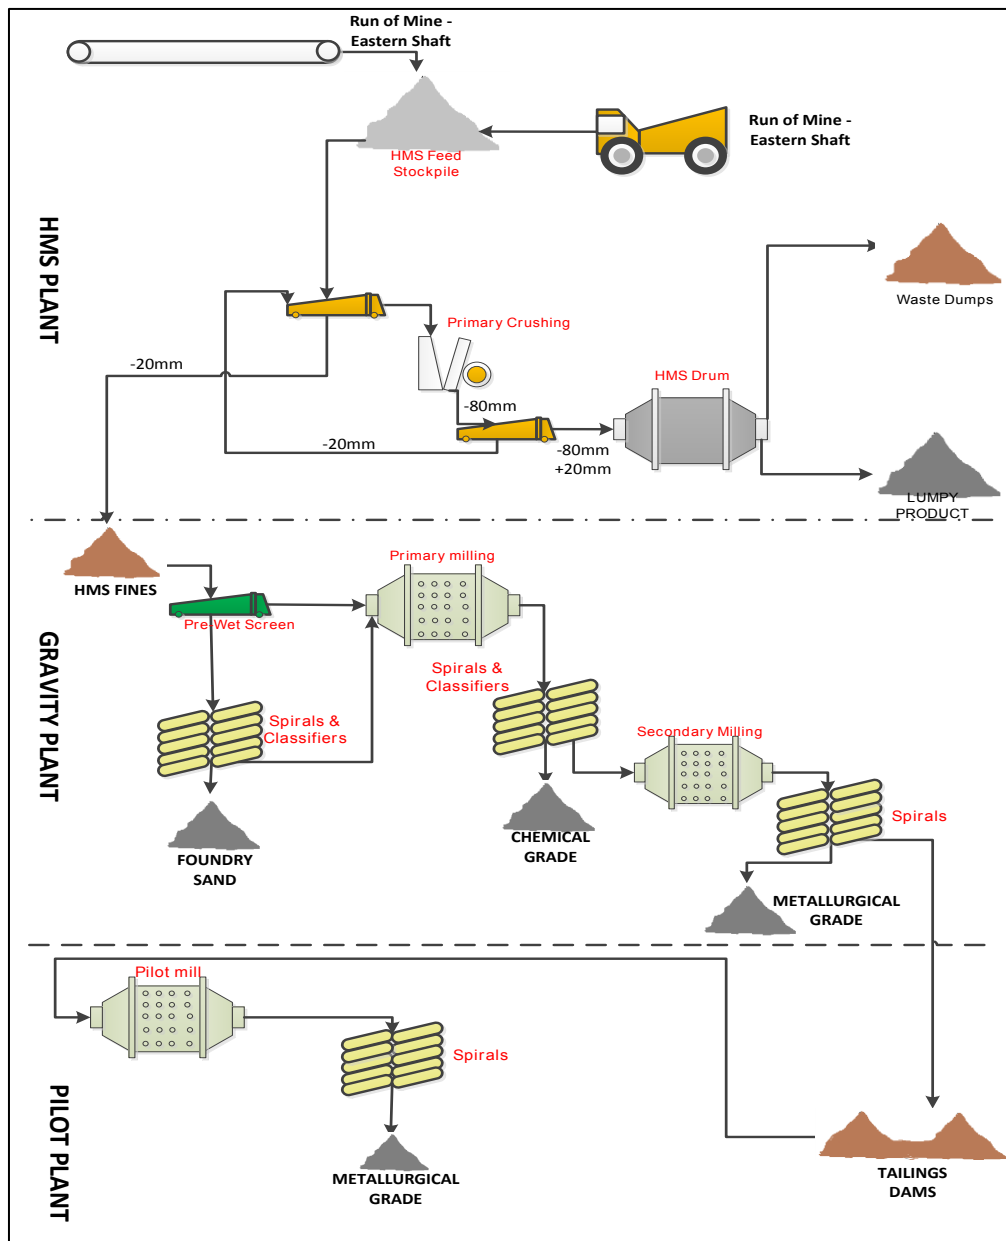 Run of Mine -
Eastern Shaft
HMS Feed
Stockpile
Run of Mine -
Eastern Shaft
HMS PLANT
Waste Dumps
Primary Crushing
-20mm
HMS Drum
-80mm
-20mm
-80mm
+20mm
LUMPY
PRODUCT
HMS FINES
Primary milling
Pre-Wet Screen
GRAVITY PLANT
Spirals &
Classifiers
Spirals &
Classifiers
Secondary Milling
Spirals
FOUNDRY
SAND
CHEMICAL
GRADE
METALLURGICAL
GRADE
Pilot mill
Spirals
PILOT PLANT
METALLURGICAL
GRADE
TAILINGS
DAMS